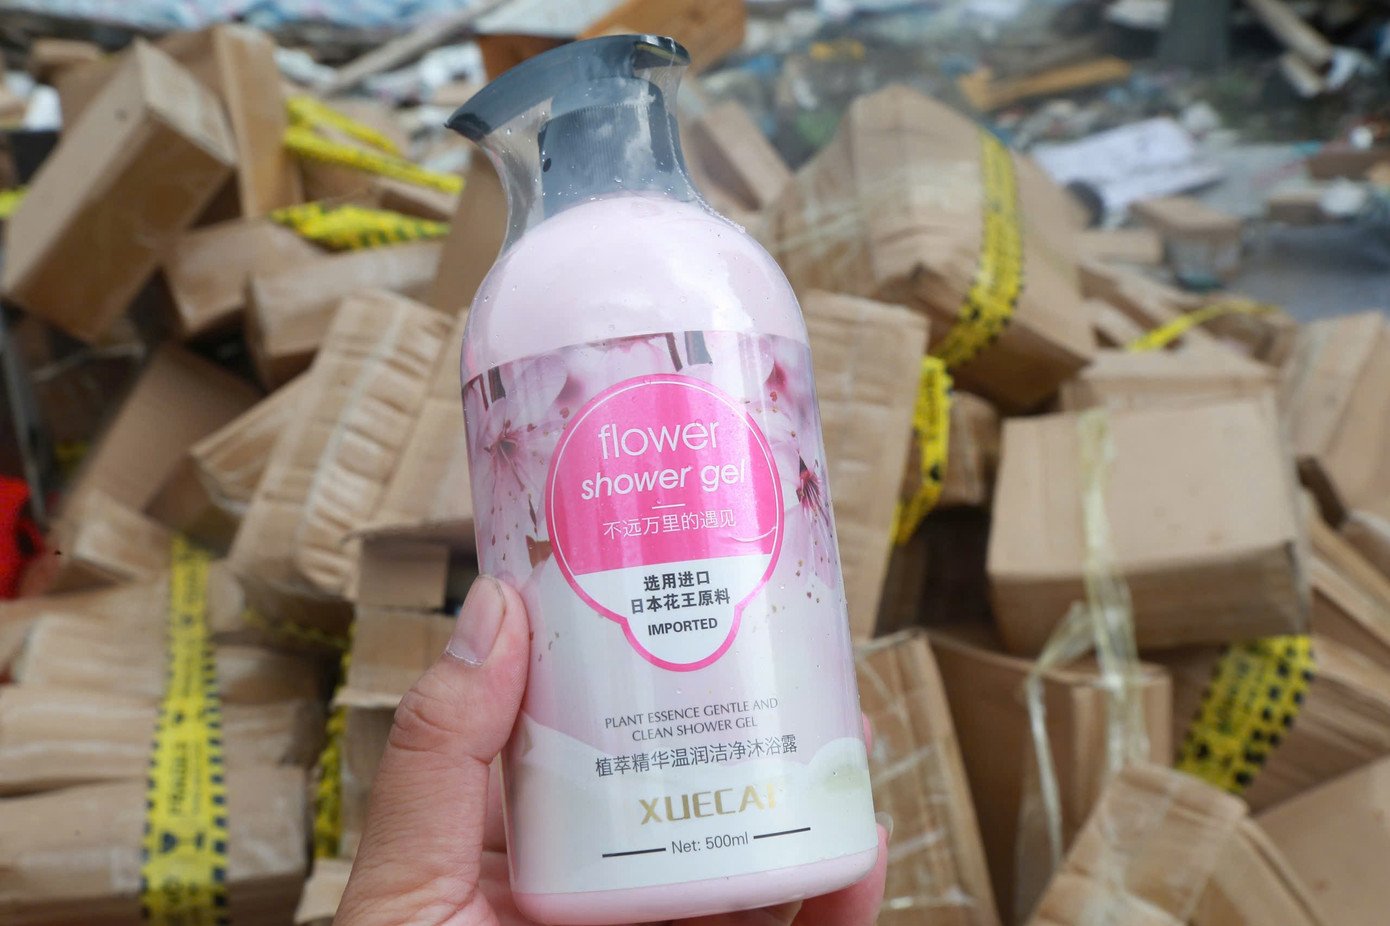 flower
shower gel
不远万里的遇见
选用进口
日本花王原料
IMPORTED
PLANT ESSENCE GENTLE AND
CLEAN SHOWER GEL
植萃精华温润洁净沐浴露
XUECAI
Net: 500ml